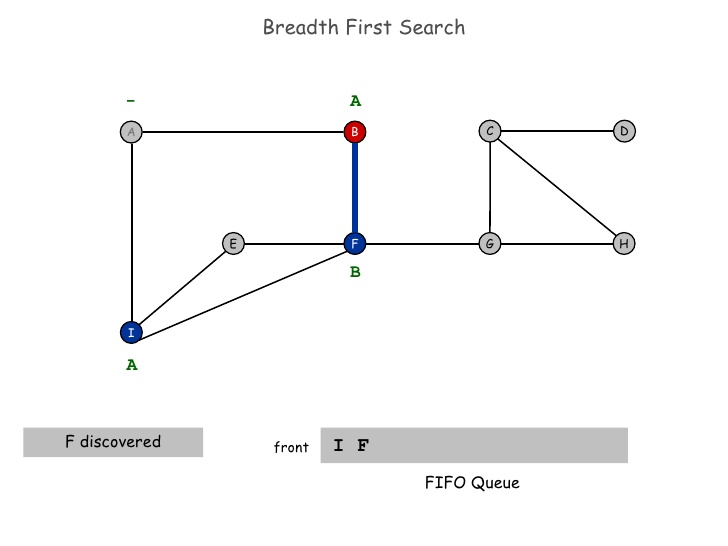 Breadth First Search
-
A
A
B
C
D
E
F
G
H
B
I
A
F discovered
front
I F
FIFO Queue